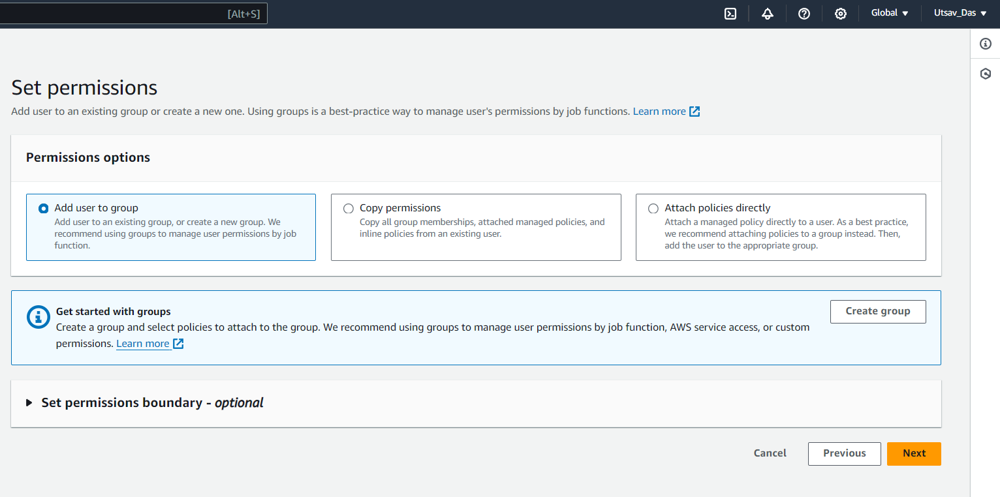 [Alt+S]
Global
Utsav_Das
Set permissions
Add user to an existing group or create a new one. Using groups is a best-practice way to manage user's permissions by job functions. Learn more
Permissions options
Add user to group
Add user to an existing group, or create a new group. We
recommend using groups to manage user permissions by job
function.
Copy permissions
Copy all group memberships, attached managed policies, and
inline policies from an existing user.
Attach policies directly
Attach a managed policy directly to a user. As a best practice,
we recommend attaching policies to a group instead. Then,
add the user to the appropriate group.
Get started with groups
Create a group and select policies to attach to the group. We recommend using groups to manage user permissions by job function, AWS service access, or custom
permissions. Learn more
Create group
Set permissions boundary - optional
Cancel
Previous
Next